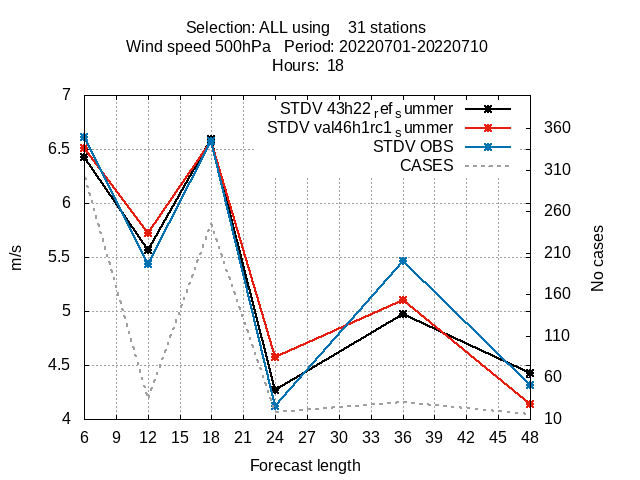 Selection: ALL using 31 stations
Wind speed 500hPa Period: 20220701-20220710
Hours: 18
7
6.5
6
5.5
5
4.5
4
m/s
STDV 43h22_ref_summer
STDV val46h1rc1_summer
STDV OBS
CASES
360
310
260
210
160
110
60
10
No cases
6 9 12 15 18 21 24 27 30 33 36 39 42 45 48
Forecast length